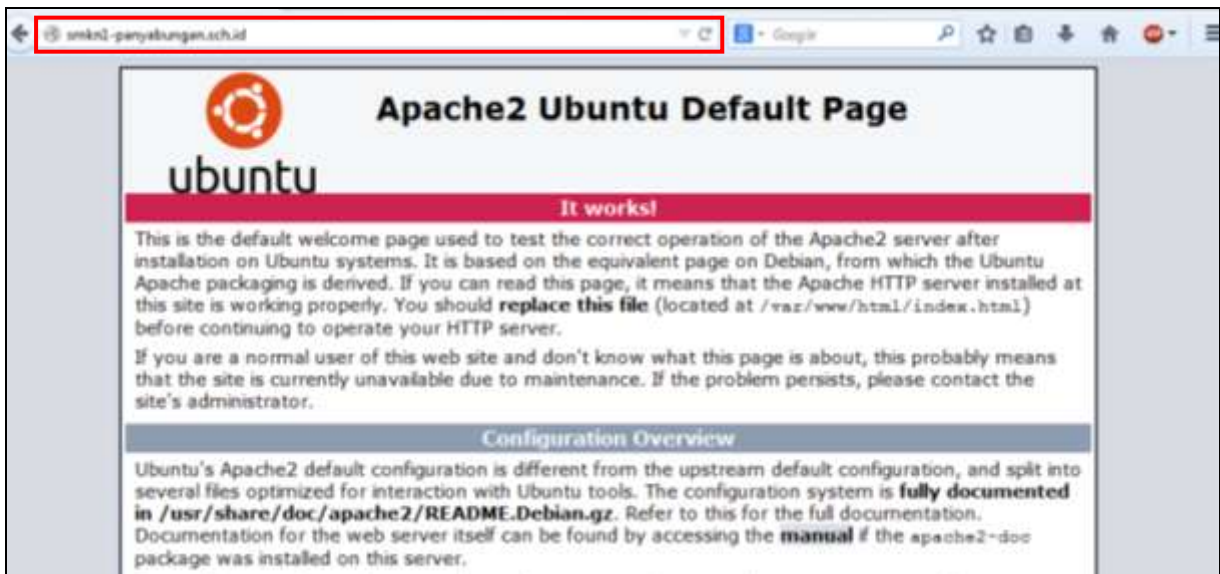 smkn1-panyabungan.sch.id
Google
Apache2 Ubuntu Default Page
ubuntu
It works!
This is the default welcome page used to test the correct operation of the Apache2 server after
installation on Ubuntu systems. It is based on the equivalent page on Debian, from which the Ubuntu
Apache packaging is derived. If you can read this page, it means that the Apache HTTP server installed at
this site is working properly. You should replace this file (located at /var/www/html/index.html)
before continuing to operate your HTTP server.
If you are a normal user of this web site and don't know what this page is about, this probably means
that the site is currently unavailable due to maintenance. If the problem persists, please contact the
site's administrator.
Configuration Overview
Ubuntu's Apache2 default configuration is different from the upstream default configuration, and split into
several files optimized for interaction with Ubuntu tools. The configuration system is fully documented
in /usr/share/doc/apache2/README.Debian.gz. Refer to this for the full documentation.
Documentation for the web server itself can be found by accessing the manual if the apache2-doc
package was installed on this server.